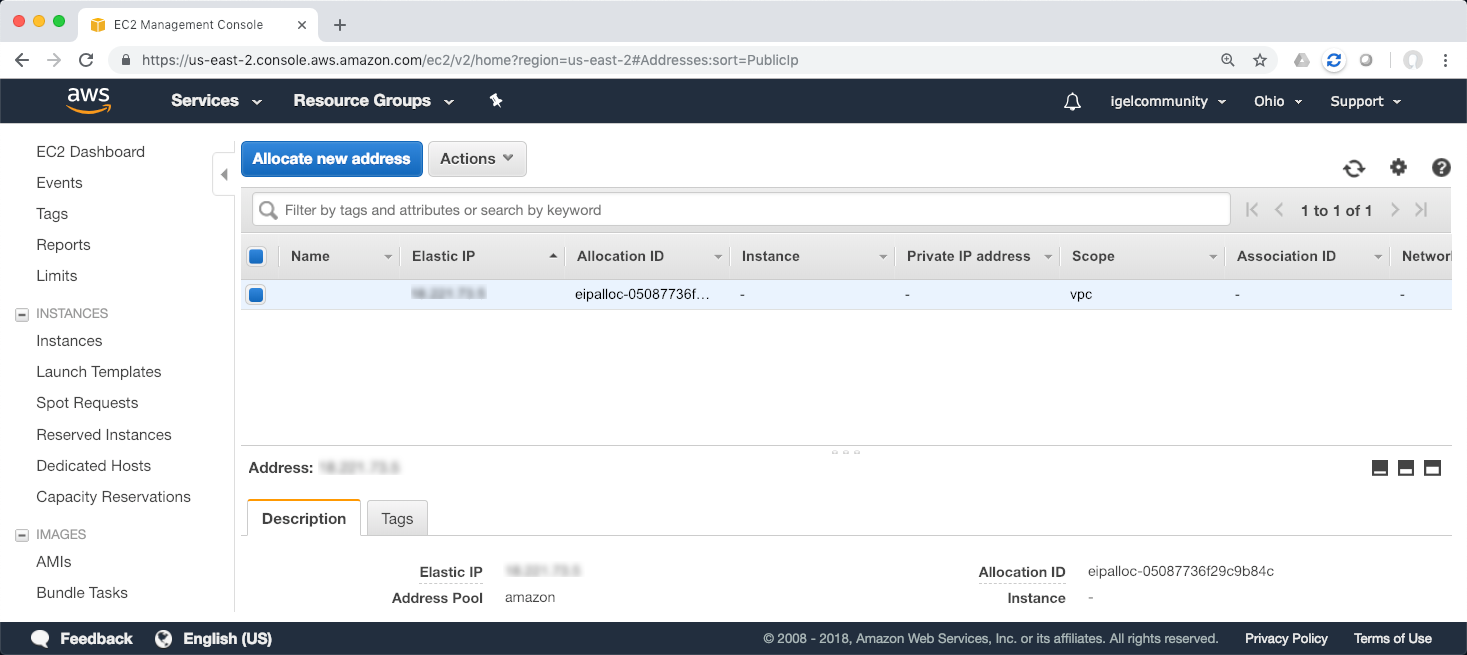 EC2 Management Console
https://us-east-2.console.aws.amazon.com/ec2/v2/home?region=us-east-2#Addresses:sort=PublicIp
aws Services Resource Groups igelcommunity Ohio Support
EC2 Dashboard
Events
Tags
Reports
Limits
INSTANCES
Instances
Launch Templates
Spot Requests
Reserved Instances
Dedicated Hosts
Capacity Reservations
IMAGES
AMIs
Bundle Tasks
Allocate new address Actions
Filter by tags and attributes or search by keyword 1 to 1 of 1
Name Elastic IP Allocation ID Instance Private IP address Scope Association ID Networ
eipalloc-05087736f... - - vpc - -
Address:
Description Tags
Elastic IP Allocation ID eipalloc-05087736f29c9b84c
Address Pool amazon Instance -
Feedback English (US) © 2008 - 2018, Amazon Web Services, Inc. or its affiliates. All rights reserved. Privacy Policy Terms of Use